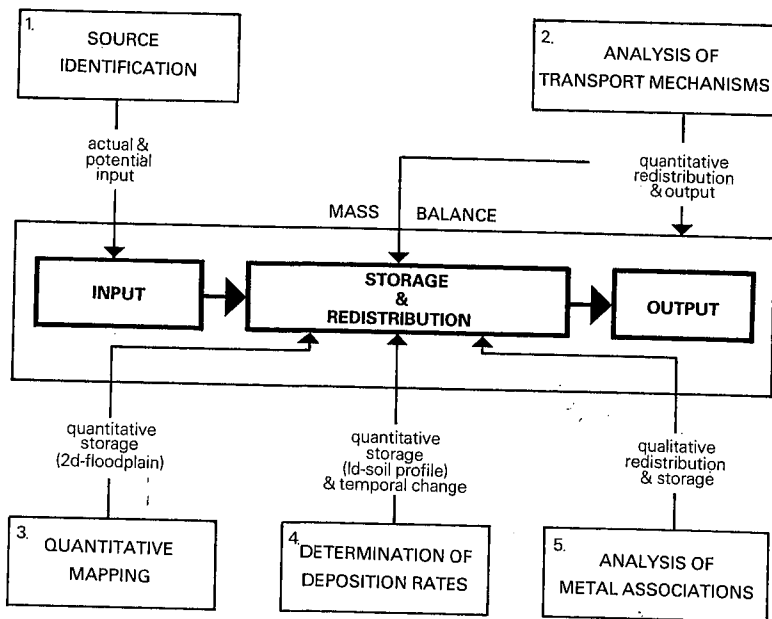 1.
SOURCE
IDENTIFICATION
2.
ANALYSIS OF
TRANSPORT MECHANISMS
actual &
potential
input
quantitative
redistribution
& output
MASS BALANCE
INPUT
STORAGE
&
REDISTRIBUTION
OUTPUT
quantitative
storage
(2d-floodplain)
quantitative
storage
(ld-soil profile)
& temporal change
qualitative
redistribution
& storage
3.
QUANTITATIVE
MAPPING
4.
DETERMINATION OF
DEPOSITION RATES
5.
ANALYSIS OF
METAL ASSOCIATIONS